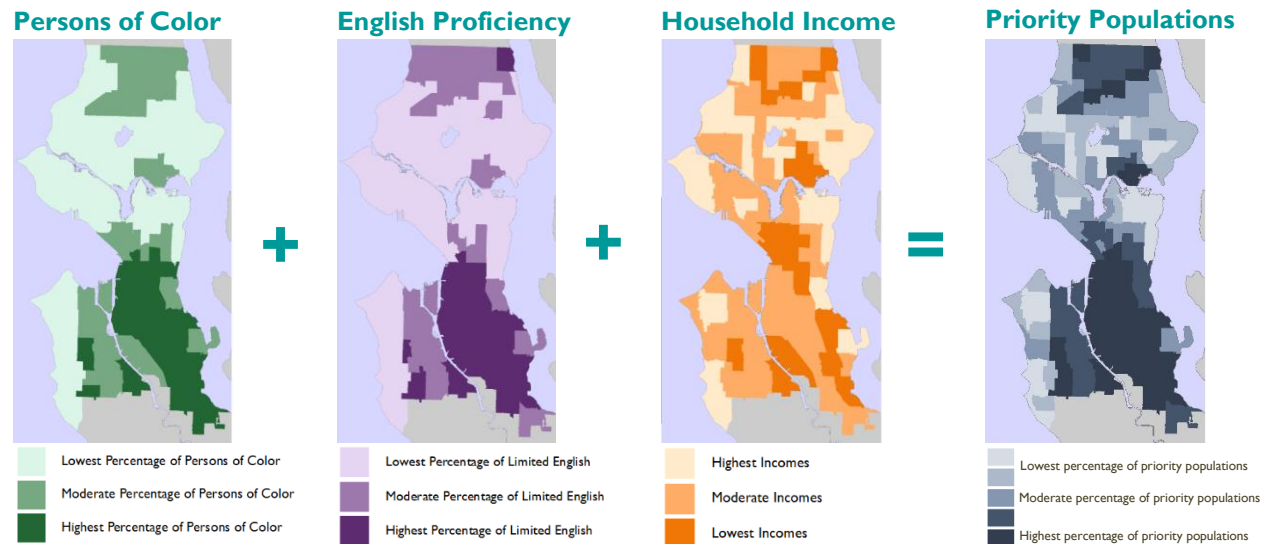 Persons of Color
English Proficiency
Household Income
Priority Populations
+
+
=
Lowest Percentage of Persons of Color
Moderate Percentage of Persons of Color
Highest Percentage of Persons of Color
Lowest Percentage of Limited English
Moderate Percentage of Limited English
Highest Percentage of Limited English
Highest Incomes
Moderate Incomes
Lowest Incomes
Lowest percentage of priority populations
Moderate percentage of priority populations
Highest percentage of priority populations